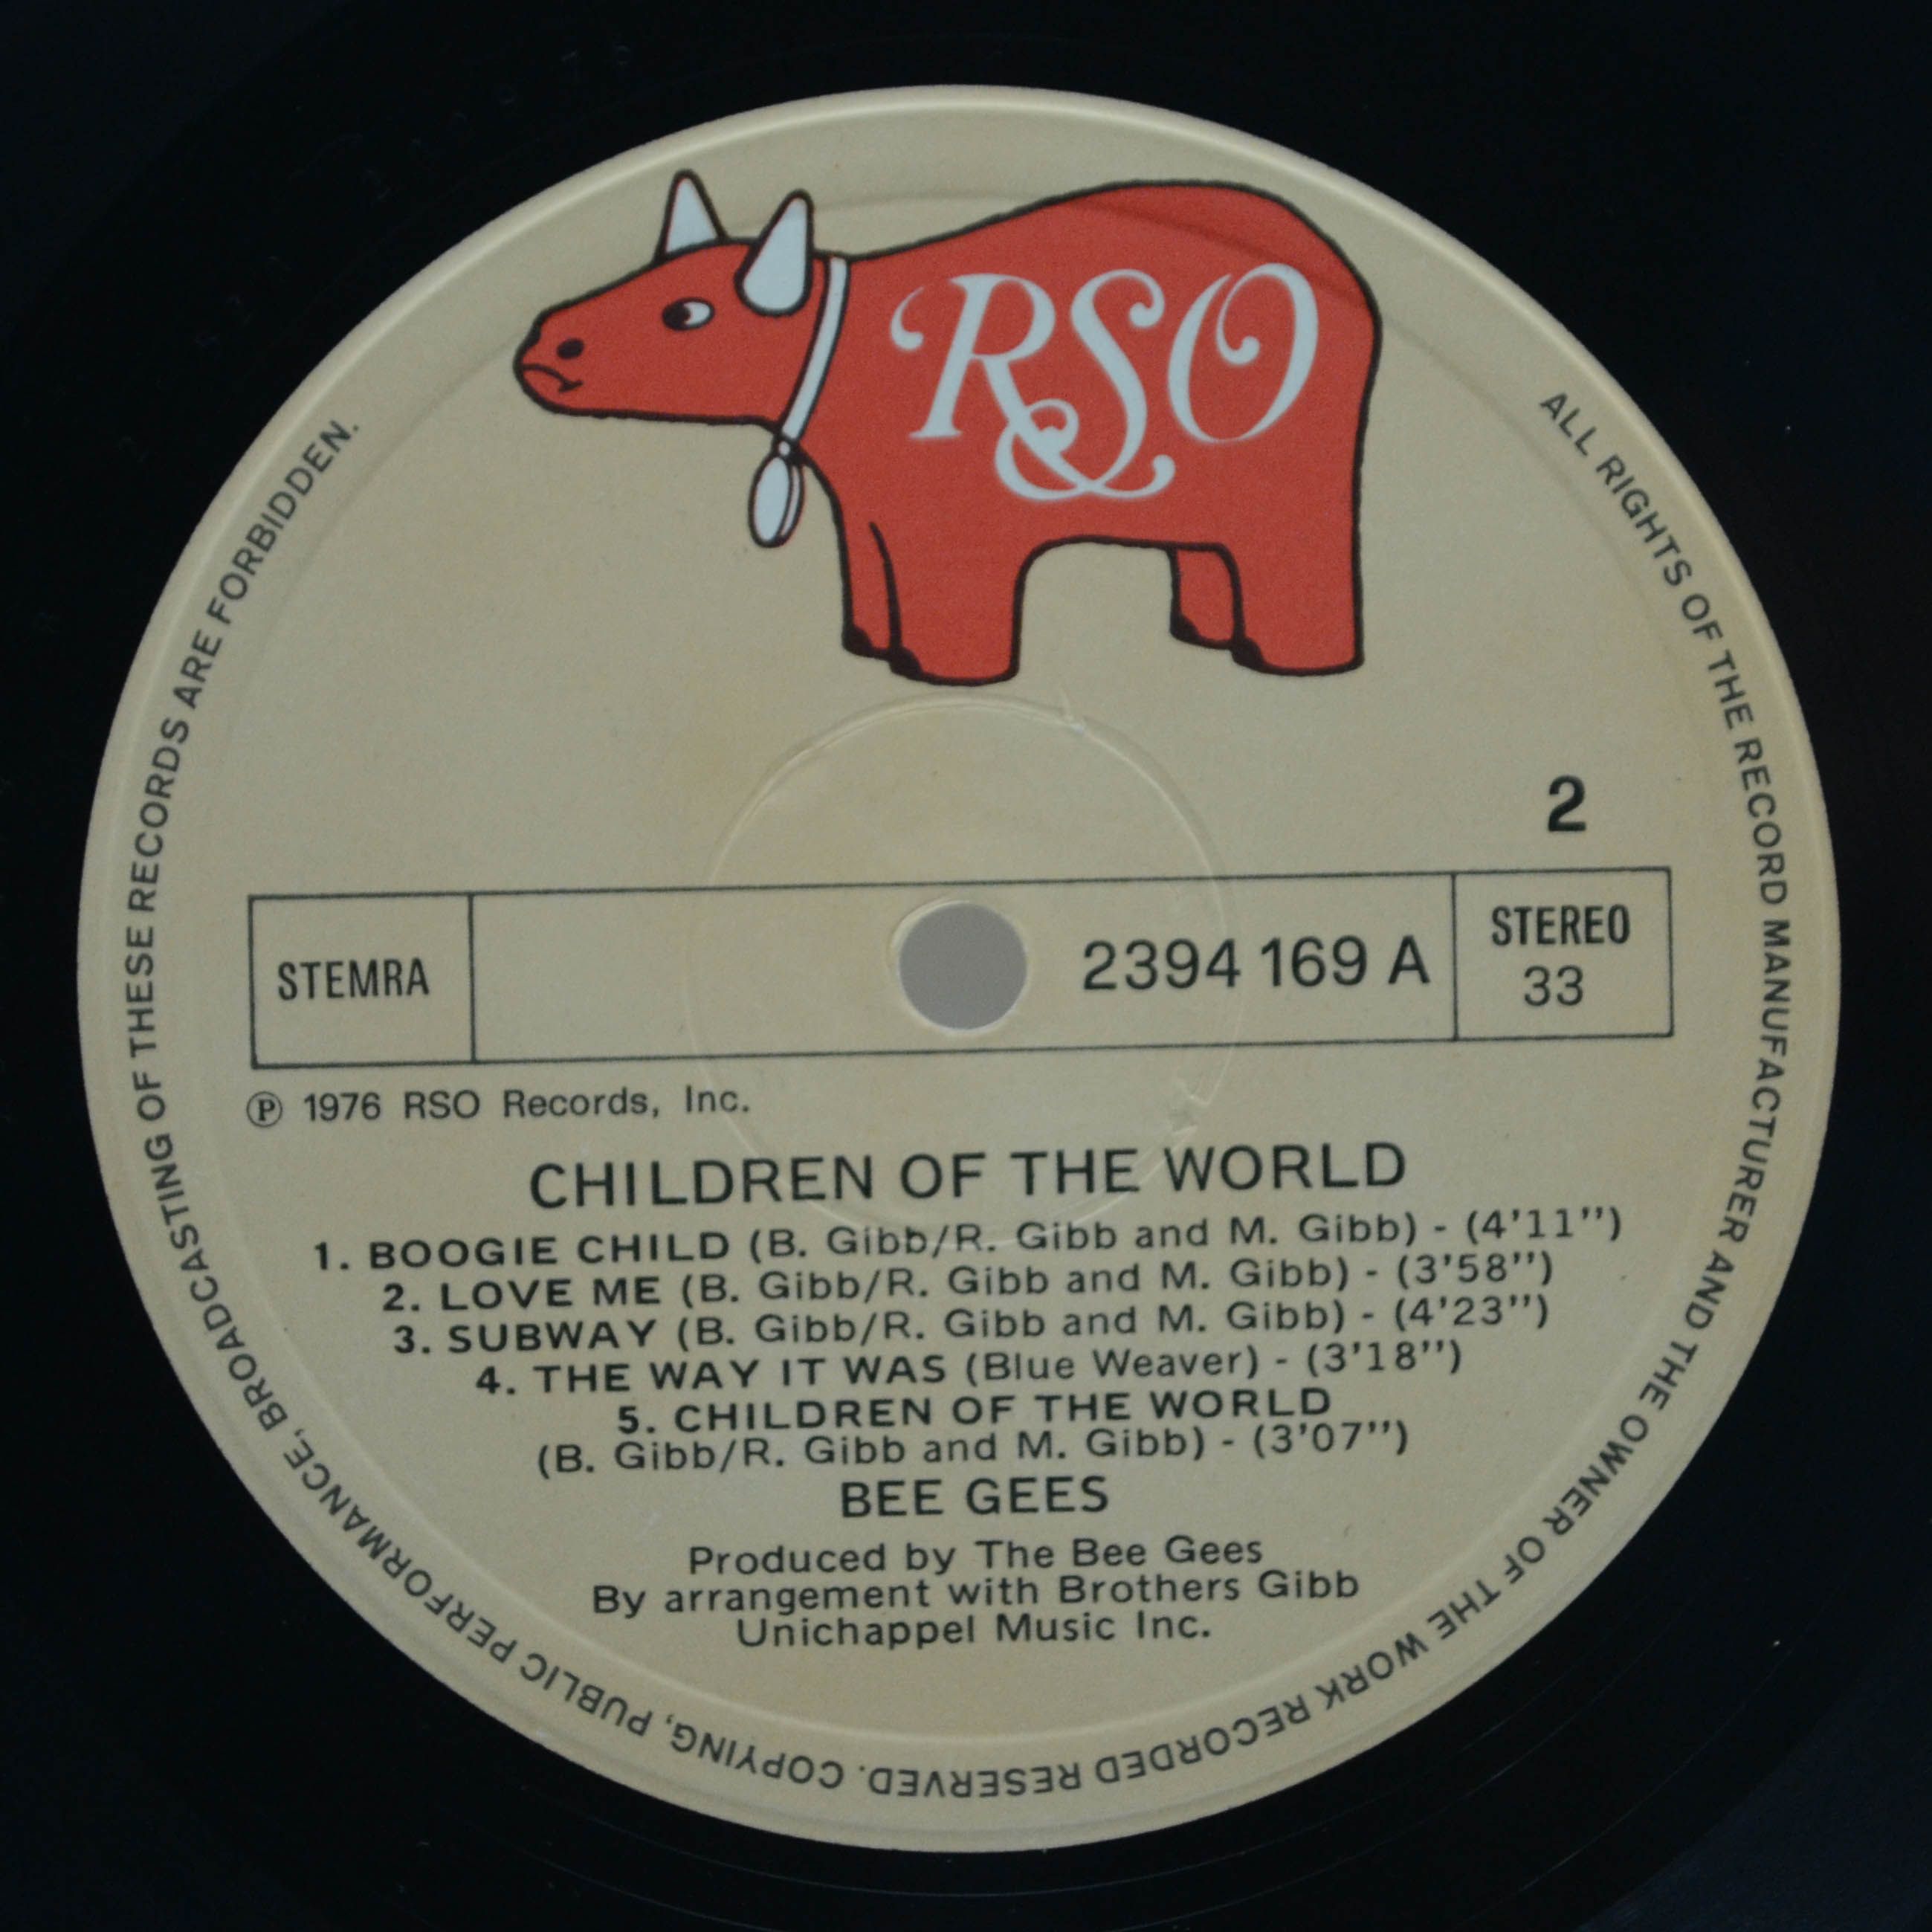 RSO
2
STEMRA
2394 169 A
STEREO
33
Ⓟ 1976 RSO Records, Inc.
CHILDREN OF THE WORLD
1. BOOGIE CHILD (B. Gibb/R. Gibb and M. Gibb) - (4'11'')
2. LOVE ME (B. Gibb/R. Gibb and M. Gibb) - (3'58'')
3. SUBWAY (B. Gibb/R. Gibb and M. Gibb) - (4'23'')
4. THE WAY IT WAS (Blue Weaver) - (3'18'')
5. CHILDREN OF THE WORLD
(B. Gibb/R. Gibb and M. Gibb) - (3'07'')
BEE GEES
Produced by The Bee Gees
By arrangement with Brothers Gibb
Unichappel Music Inc.
ALL RIGHTS OF THE RECORD MANUFACTURER AND THE OWNER OF THE WORK RECORDED RESERVED. COPYING, PUBLIC PERFORMANCE, BROADCASTING OF THESE RECORDS ARE FORBIDDEN.